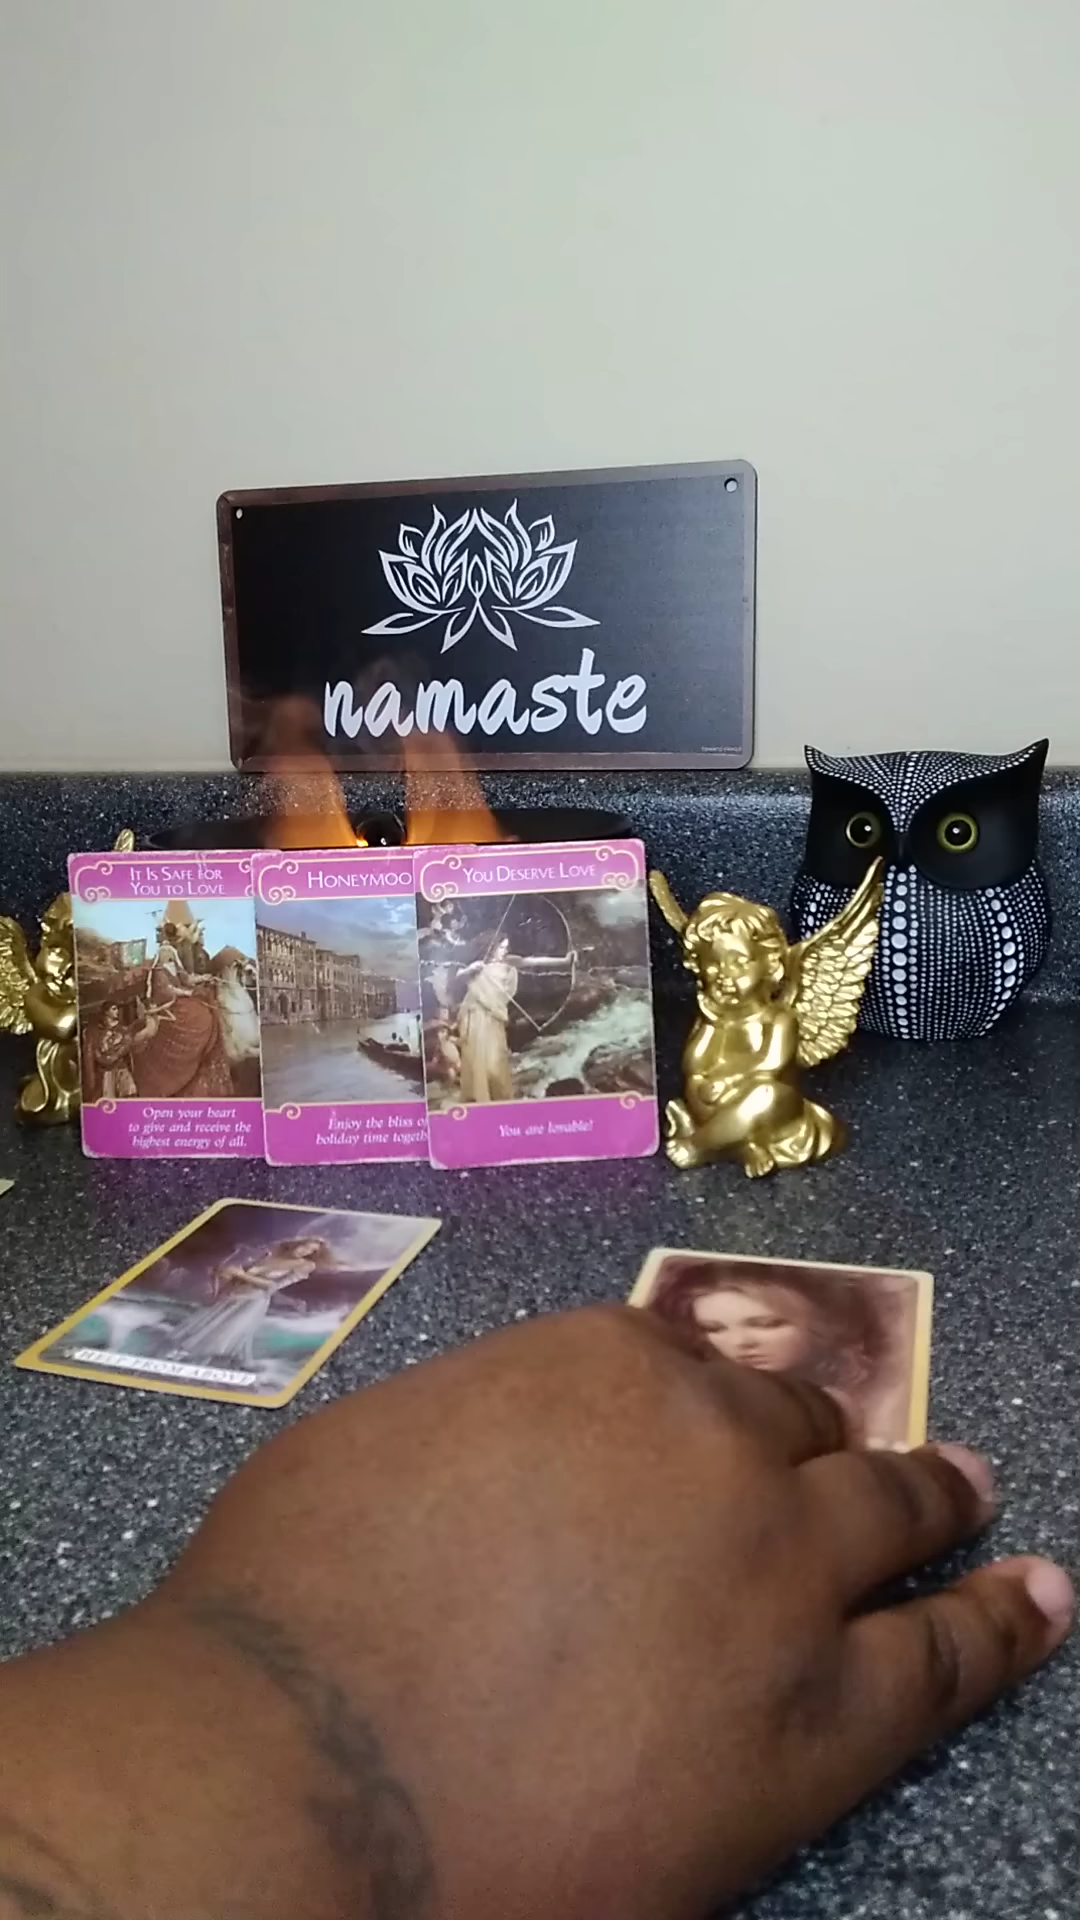 namaste
IT IS SAFE FOR
YOU TO LOVE
HONEYMOO
YOU DESERVE LOVE
Open your heart
to give and receive the
highest energy of all.
Enjoy the bliss of
holiday time togeth
You are lovable!
HELP FROM ABOVE